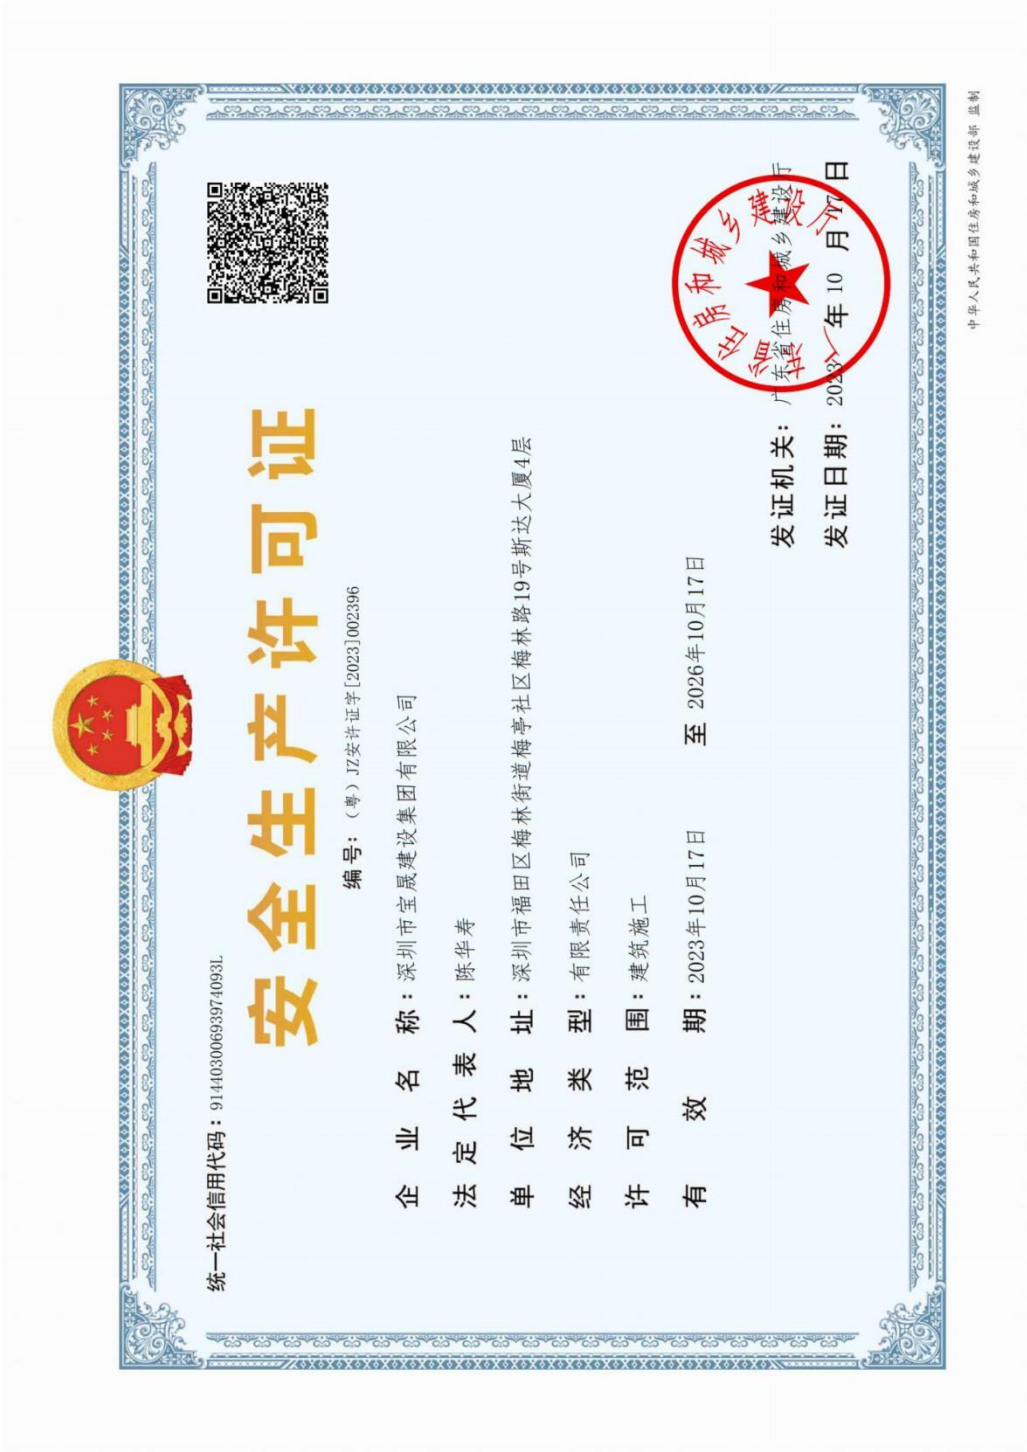 统一社会信用代码：91440300693974093L
安全生产许可证
编号：（粤）JZ安许证字[2023]002396
企业名称：深圳市宝晟建设集团有限公司
法定代表人：陈华寿
单位地址：深圳市福田区梅林街道梅亭社区梅林路19号斯达大厦4层
经济类型：有限责任公司
许可范围：建筑施工
有效期：2023年10月17日 至 2026年10月17日
发证机关：广东省住房和城乡建设厅
发证日期：2023年10月17日
省住房和城乡建设厅
中华人民共和国住房和城乡建设部 监制